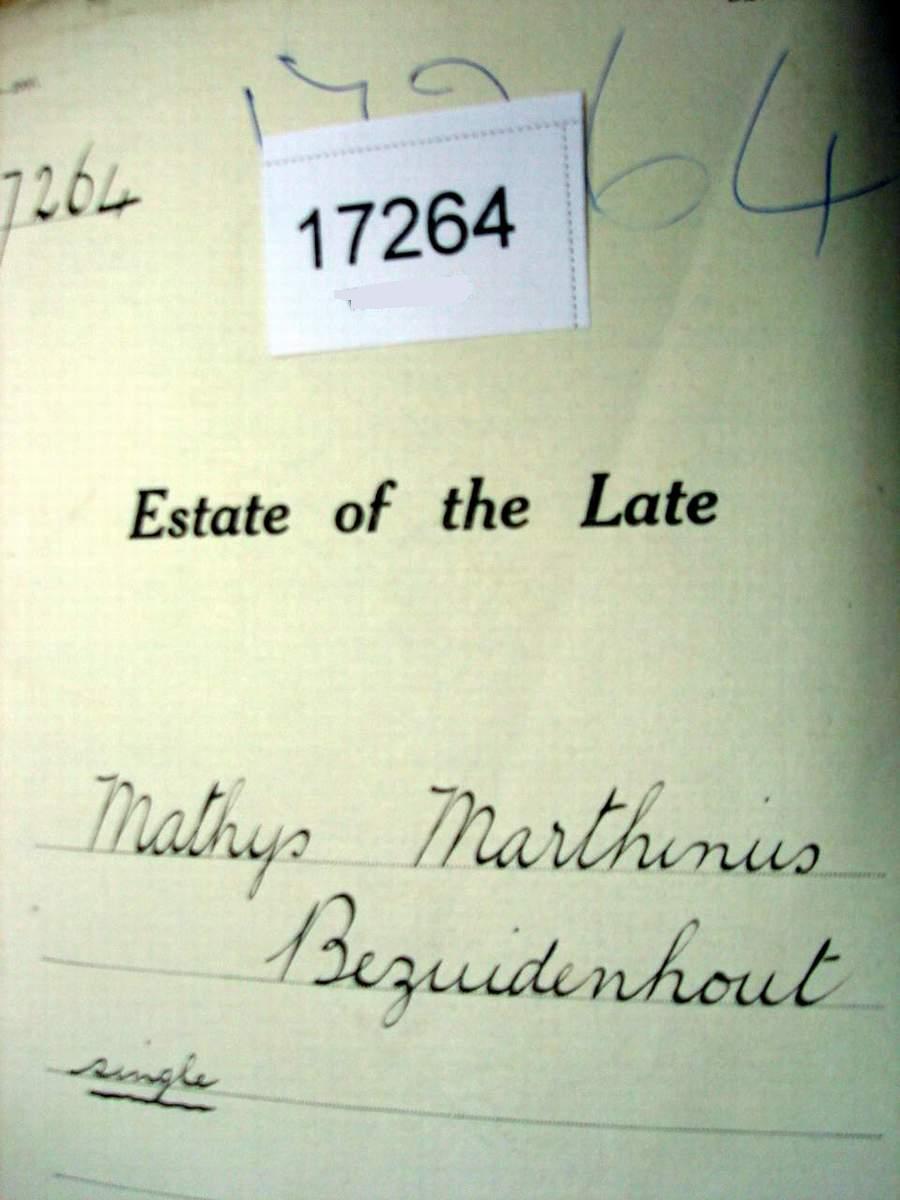 17264
7264
17264
Estate of the Late
Mathys Marthinus
Bezuidenhout
single